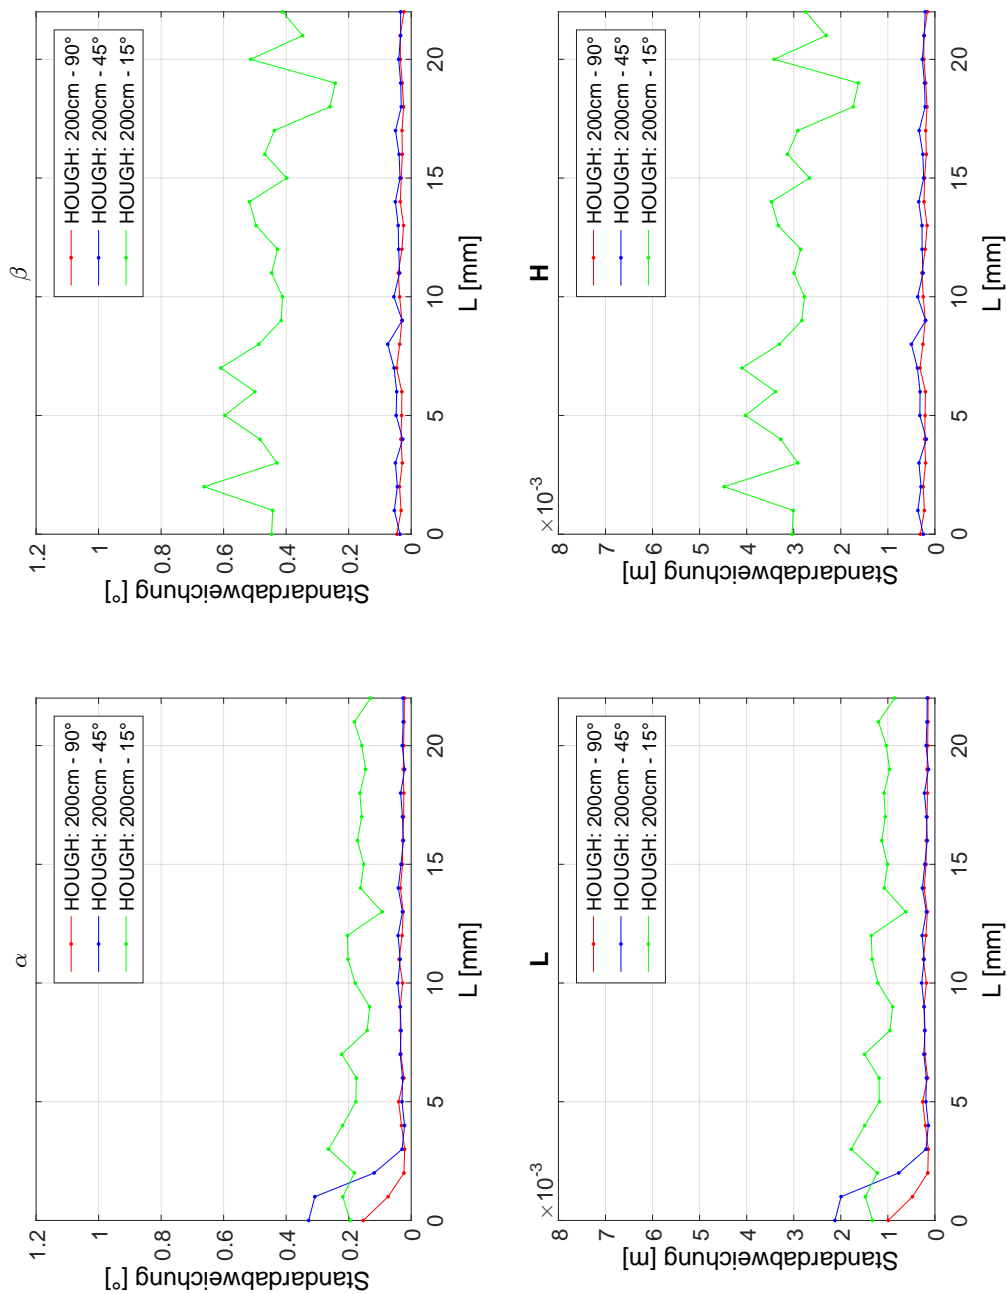 α
HOUGH: 200cm - 90°
HOUGH: 200cm - 45°
HOUGH: 200cm - 15°
Standardabweichung [°]
1.2
1
0.8
0.6
0.4
0.2
0
0 5 10 15 20
L [mm]
β
HOUGH: 200cm - 90°
HOUGH: 200cm - 45°
HOUGH: 200cm - 15°
Standardabweichung [°]
1.2
1
0.8
0.6
0.4
0.2
0
0 5 10 15 20
L [mm]
L
×10⁻³
HOUGH: 200cm - 90°
HOUGH: 200cm - 45°
HOUGH: 200cm - 15°
Standardabweichung [m]
8
7
6
5
4
3
2
1
0
0 5 10 15 20
L [mm]
H
×10⁻³
HOUGH: 200cm - 90°
HOUGH: 200cm - 45°
HOUGH: 200cm - 15°
Standardabweichung [m]
8
7
6
5
4
3
2
1
0
0 5 10 15 20
L [mm]